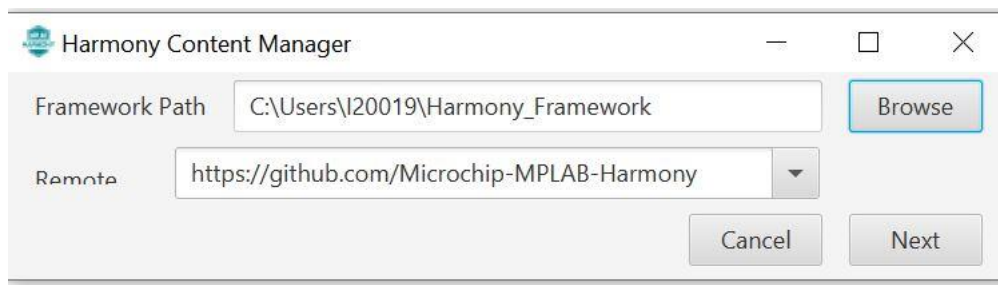 Harmony Content Manager
Framework Path C:\Users\I20019\Harmony_Framework Browse
Remote https://github.com/Microchip-MPLAB-Harmony
Cancel Next